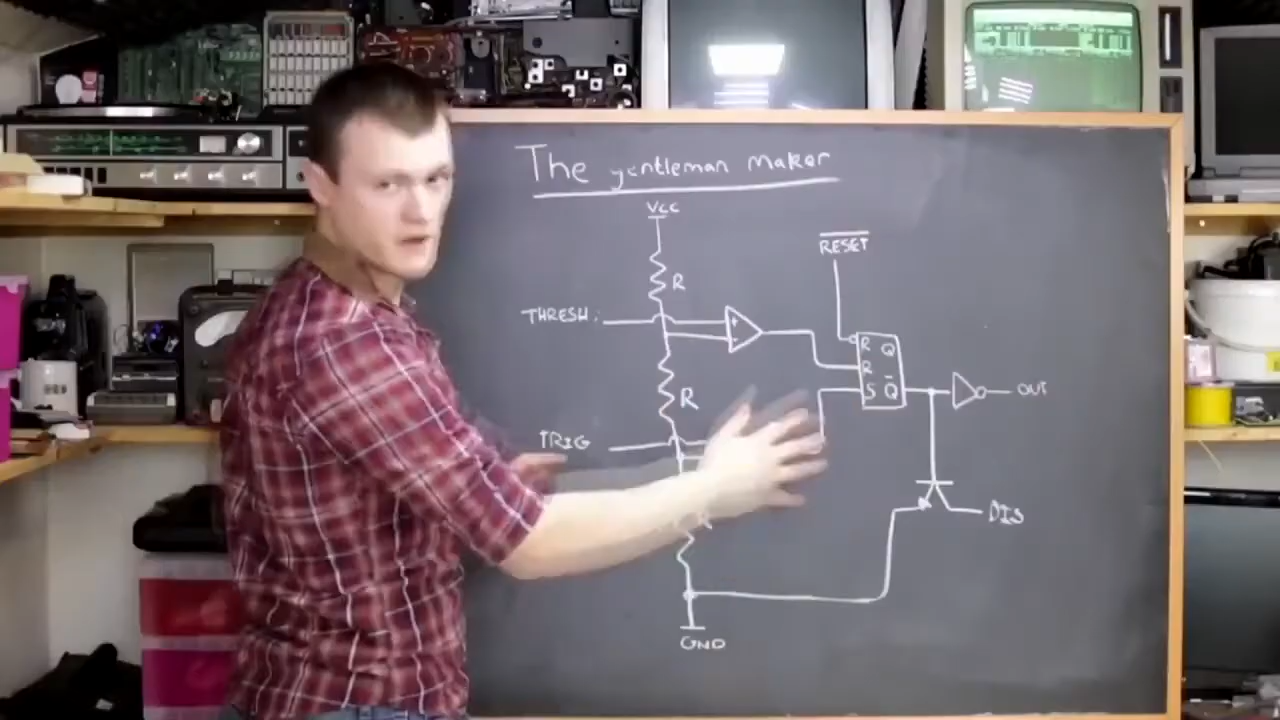 The gentleman maker
VCC
RESET
R
THRESH:
R Q
R
S Q̅
OUT
R
TRIG
DIS
GND